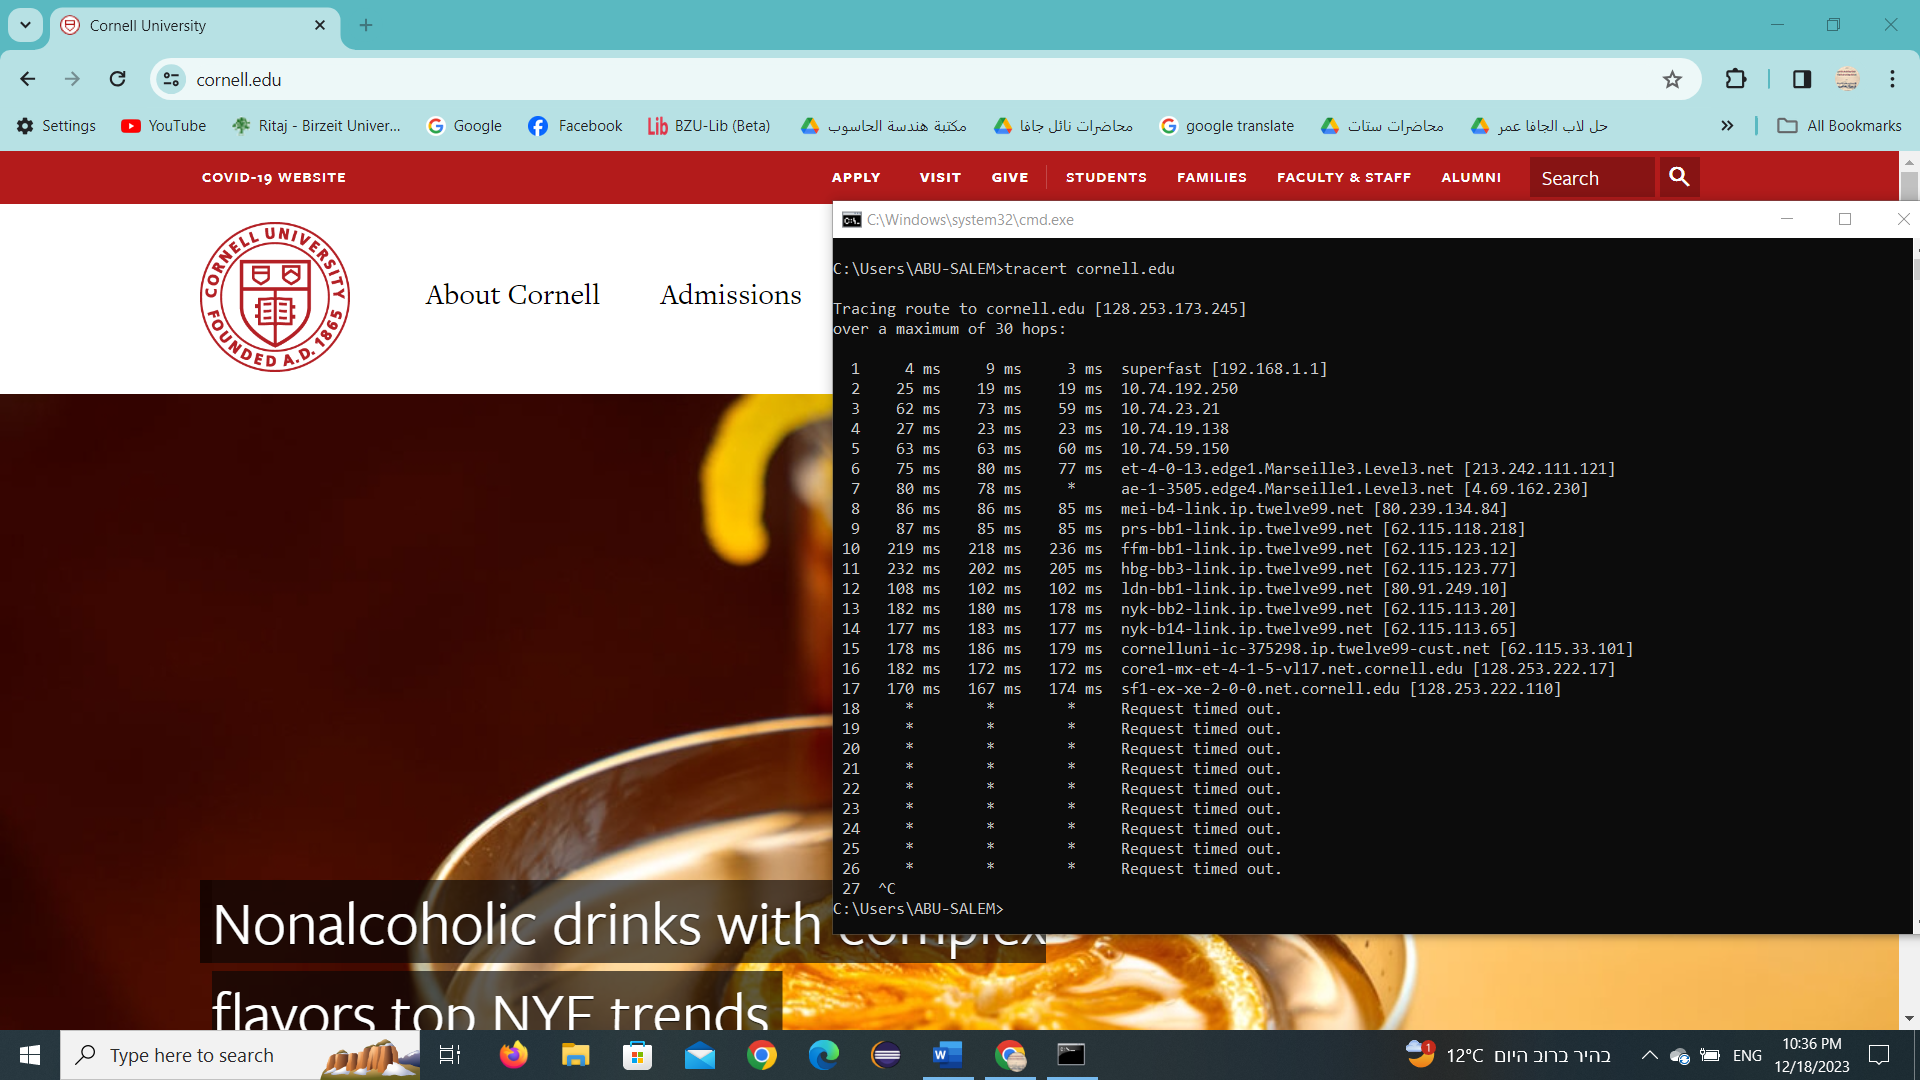 Cornell University
cornell.edu
Settings
YouTube
Ritaj - Birzeit Univer...
Google
Facebook
Lib BZU-Lib (Beta)
مكتبة هندسة الحاسوب
محاضرات نائل جافا
google translate
محاضرات ستات
حل لاب الجافا عمر
All Bookmarks
COVID-19 WEBSITE
APPLY
VISIT
GIVE
STUDENTS
FAMILIES
FACULTY & STAFF
ALUMNI
Search
CORNELL UNIVERSITY
FOUNDED A.D. 1865
About Cornell
Admissions
C:\Windows\system32\cmd.exe
C:\Users\ABU-SALEM>tracert cornell.edu
Tracing route to cornell.edu [128.253.173.245]
over a maximum of 30 hops:
1 4 ms 9 ms 3 ms superfast [192.168.1.1]
2 25 ms 19 ms 19 ms 10.74.192.250
3 62 ms 73 ms 59 ms 10.74.23.21
4 27 ms 23 ms 23 ms 10.74.19.138
5 63 ms 63 ms 60 ms 10.74.59.150
6 75 ms 80 ms 77 ms et-4-0-13.edge1.Marseille3.Level3.net [213.242.111.121]
7 80 ms 78 ms * ae-1-3505.edge4.Marseille1.Level3.net [4.69.162.230]
8 86 ms 86 ms 85 ms mei-b4-link.ip.twelve99.net [80.239.134.84]
9 87 ms 85 ms 85 ms prs-bb1-link.ip.twelve99.net [62.115.118.218]
10 219 ms 218 ms 236 ms ffm-bb1-link.ip.twelve99.net [62.115.123.12]
11 232 ms 202 ms 205 ms hbg-bb3-link.ip.twelve99.net [62.115.123.77]
12 108 ms 102 ms 102 ms ldn-bb1-link.ip.twelve99.net [80.91.249.10]
13 182 ms 180 ms 178 ms nyk-bb2-link.ip.twelve99.net [62.115.113.20]
14 177 ms 183 ms 177 ms nyk-b14-link.ip.twelve99.net [62.115.113.65]
15 178 ms 186 ms 179 ms cornelluni-ic-375298.ip.twelve99-cust.net [62.115.33.101]
16 182 ms 172 ms 172 ms core1-mx-et-4-1-5-vl17.net.cornell.edu [128.253.222.17]
17 170 ms 167 ms 174 ms sf1-ex-xe-2-0-0.net.cornell.edu [128.253.222.110]
18 * * * Request timed out.
19 * * * Request timed out.
20 * * * Request timed out.
21 * * * Request timed out.
22 * * * Request timed out.
23 * * * Request timed out.
24 * * * Request timed out.
25 * * * Request timed out.
26 * * * Request timed out.
27 ^C
C:\Users\ABU-SALEM>
Nonalcoholic drinks with complex
flavors top NYE trends
Type here to search
1
12°C בהיר ברוב היום
ENG
10:36 PM
12/18/2023